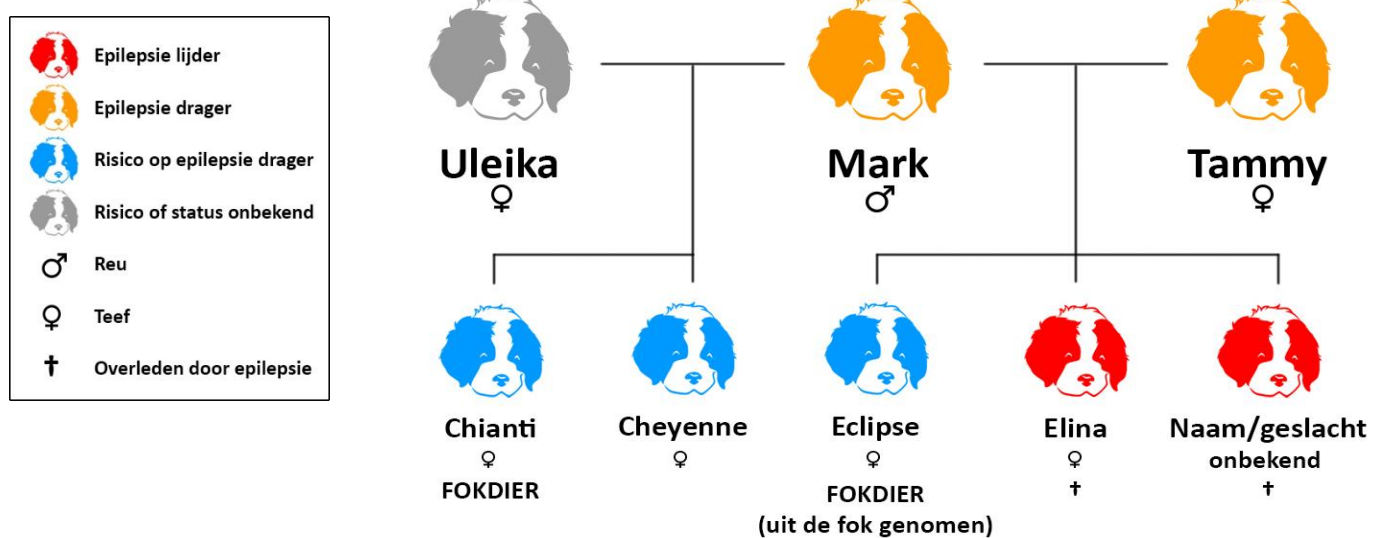 Epilepsie lijder
Epilepsie drager
Risico op epilepsie drager
Risico of status onbekend
♂ Reu
♀ Teef
✝ Overleden door epilepsie
Uleika
♀
Mark
♂
Tammy
♀
Chianti
♀
FOKDIER
Cheyenne
♀
Eclipse
♀
FOKDIER
(uit de fok genomen)
Elina
♀
✝
Naam/geslacht
onbekend
✝